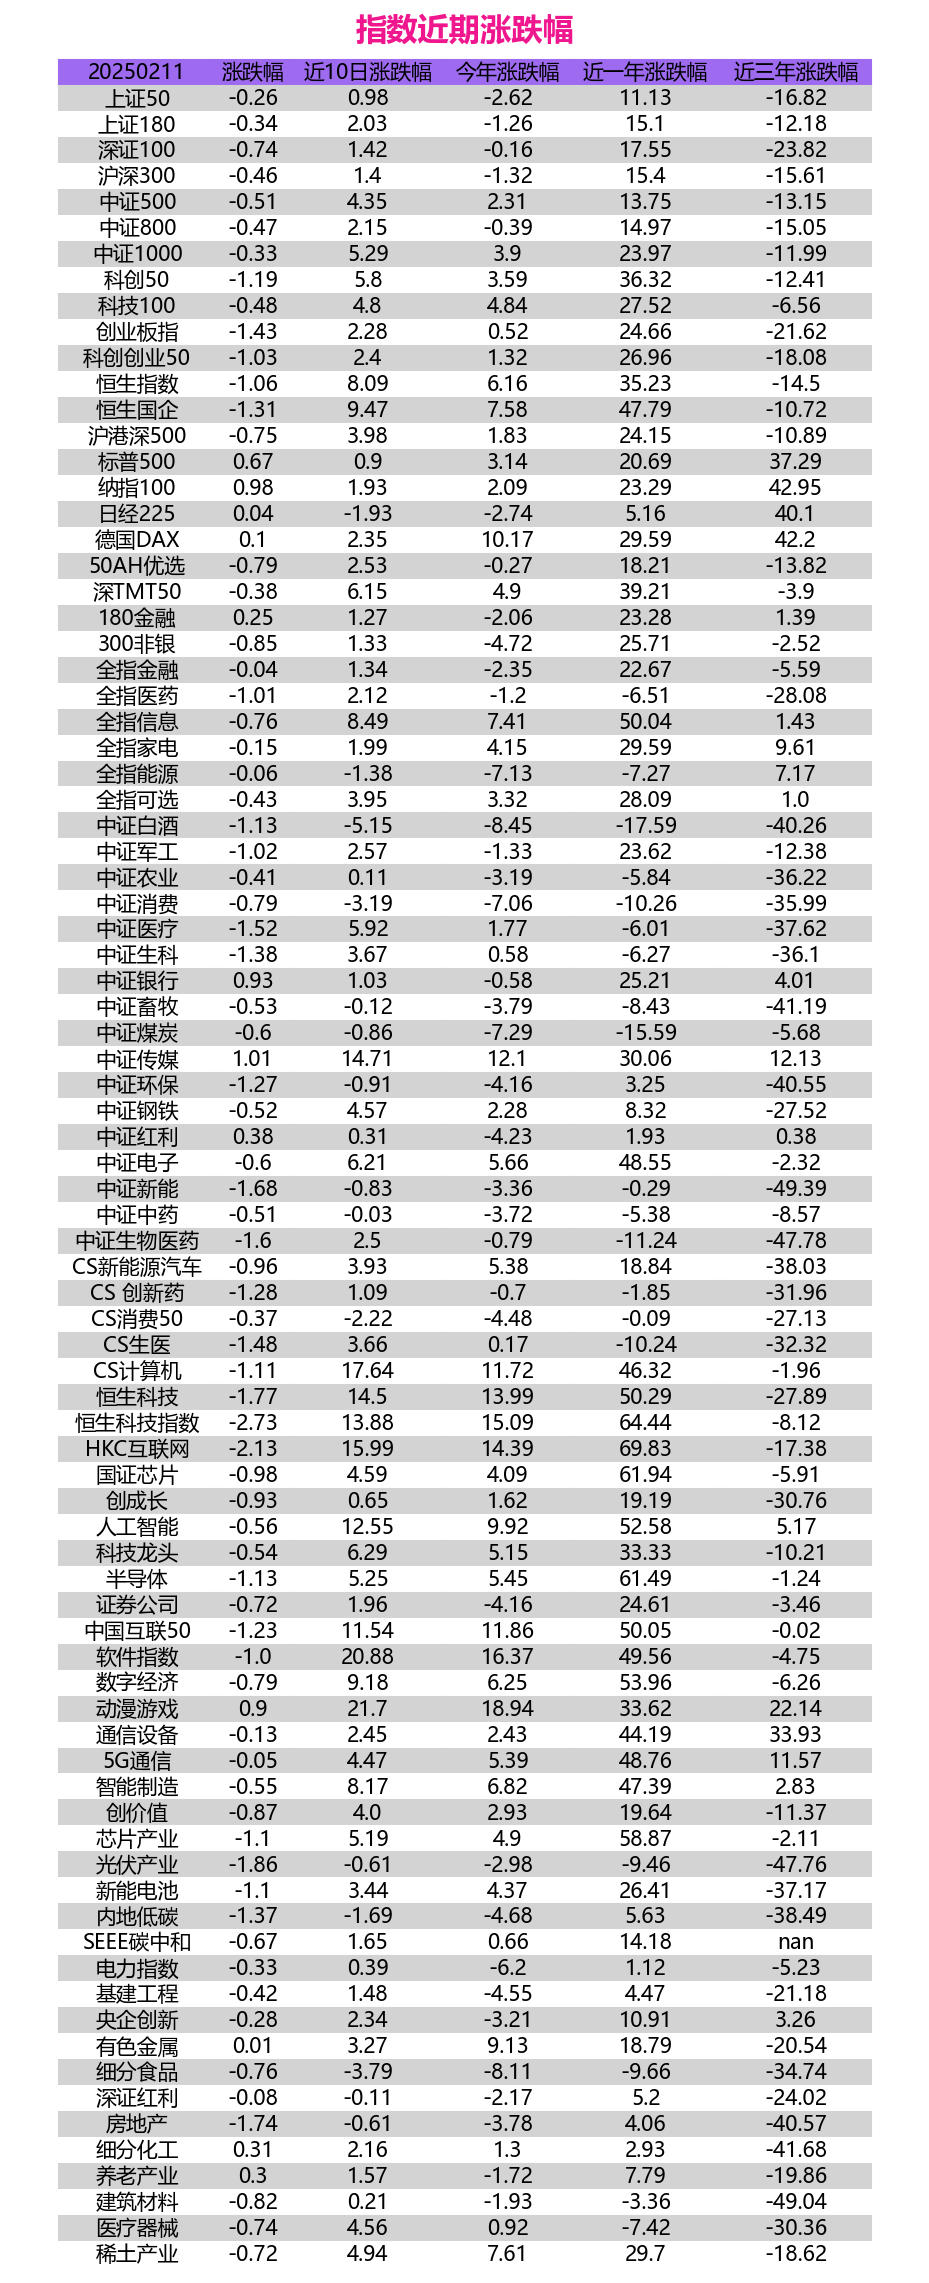 指数近期涨跌幅
20250211 涨跌幅 近10日涨跌幅 今年涨跌幅 近一年涨跌幅 近三年涨跌幅
上证50 -0.26 0.98 -2.62 11.13 -16.82
上证180 -0.34 2.03 -1.26 15.1 -12.18
深证100 -0.74 1.42 -0.16 17.55 -23.82
沪深300 -0.46 1.4 -1.32 15.4 -15.61
中证500 -0.51 4.35 2.31 13.75 -13.15
中证800 -0.47 2.15 -0.39 14.97 -15.05
中证1000 -0.33 5.29 3.9 23.97 -11.99
科创50 -1.19 5.8 3.59 36.32 -12.41
科技100 -0.48 4.8 4.84 27.52 -6.56
创业板指 -1.43 2.28 0.52 24.66 -21.62
科创创业50 -1.03 2.4 1.32 26.96 -18.08
恒生指数 -1.06 8.09 6.16 35.23 -14.5
恒生国企 -1.31 9.47 7.58 47.79 -10.72
沪港深500 -0.75 3.98 1.83 24.15 -10.89
标普500 0.67 0.9 3.14 20.69 37.29
纳指100 0.98 1.93 2.09 23.29 42.95
日经225 0.04 -1.93 -2.74 5.16 40.1
德国DAX 0.1 2.35 10.17 29.59 42.2
50AH优选 -0.79 2.53 -0.27 18.21 -13.82
深TMT50 -0.38 6.15 4.9 39.21 -3.9
180金融 0.25 1.27 -2.06 23.28 1.39
300非银 -0.85 1.33 -4.72 25.71 -2.52
全指金融 -0.04 1.34 -2.35 22.67 -5.59
全指医药 -1.01 2.12 -1.2 -6.51 -28.08
全指信息 -0.76 8.49 7.41 50.04 1.43
全指家电 -0.15 1.99 4.15 29.59 9.61
全指能源 -0.06 -1.38 -7.13 -7.27 7.17
全指可选 -0.43 3.95 3.32 28.09 1.0
中证白酒 -1.13 -5.15 -8.45 -17.59 -40.26
中证军工 -1.02 2.57 -1.33 23.62 -12.38
中证农业 -0.41 0.11 -3.19 -5.84 -36.22
中证消费 -0.79 -3.19 -7.06 -10.26 -35.99
中证医疗 -1.52 5.92 1.77 -6.01 -37.62
中证生科 -1.38 3.67 0.58 -6.27 -36.1
中证银行 0.93 1.03 -0.58 25.21 4.01
中证畜牧 -0.53 -0.12 -3.79 -8.43 -41.19
中证煤炭 -0.6 -0.86 -7.29 -15.59 -5.68
中证传媒 1.01 14.71 12.1 30.06 12.13
中证环保 -1.27 -0.91 -4.16 3.25 -40.55
中证钢铁 -0.52 4.57 2.28 8.32 -27.52
中证红利 0.38 0.31 -4.23 1.93 0.38
中证电子 -0.6 6.21 5.66 48.55 -2.32
中证新能 -1.68 -0.83 -3.36 -0.29 -49.39
中证中药 -0.51 -0.03 -3.72 -5.38 -8.57
中证生物医药 -1.6 2.5 -0.79 -11.24 -47.78
CS新能源汽车 -0.96 3.93 5.38 18.84 -38.03
CS 创新药 -1.28 1.09 -0.7 -1.85 -31.96
CS消费50 -0.37 -2.22 -4.48 -0.09 -27.13
CS生医 -1.48 3.66 0.17 -10.24 -32.32
CS计算机 -1.11 17.64 11.72 46.32 -1.96
恒生科技 -1.77 14.5 13.99 50.29 -27.89
恒生科技指数 -2.73 13.88 15.09 64.44 -8.12
HKC互联网 -2.13 15.99 14.39 69.83 -17.38
国证芯片 -0.98 4.59 4.09 61.94 -5.91
创成长 -0.93 0.65 1.62 19.19 -30.76
人工智能 -0.56 12.55 9.92 52.58 5.17
科技龙头 -0.54 6.29 5.15 33.33 -10.21
半导体 -1.13 5.25 5.45 61.49 -1.24
证券公司 -0.72 1.96 -4.16 24.61 -3.46
中国互联50 -1.23 11.54 11.86 50.05 -0.02
软件指数 -1.0 20.88 16.37 49.56 -4.75
数字经济 -0.79 9.18 6.25 53.96 -6.26
动漫游戏 0.9 21.7 18.94 33.62 22.14
通信设备 -0.13 2.45 2.43 44.19 33.93
5G通信 -0.05 4.47 5.39 48.76 11.57
智能制造 -0.55 8.17 6.82 47.39 2.83
创价值 -0.87 4.0 2.93 19.64 -11.37
芯片产业 -1.1 5.19 4.9 58.87 -2.11
光伏产业 -1.86 -0.61 -2.98 -9.46 -47.76
新能电池 -1.1 3.44 4.37 26.41 -37.17
内地低碳 -1.37 -1.69 -4.68 5.63 -38.49
SEEE碳中和 -0.67 1.65 0.66 14.18 nan
电力指数 -0.33 0.39 -6.2 1.12 -5.23
基建工程 -0.42 1.48 -4.55 4.47 -21.18
央企创新 -0.28 2.34 -3.21 10.91 3.26
有色金属 0.01 3.27 9.13 18.79 -20.54
细分食品 -0.76 -3.79 -8.11 -9.66 -34.74
深证红利 -0.08 -0.11 -2.17 5.2 -24.02
房地产 -1.74 -0.61 -3.78 4.06 -40.57
细分化工 0.31 2.16 1.3 2.93 -41.68
养老产业 0.3 1.57 -1.72 7.79 -19.86
建筑材料 -0.82 0.21 -1.93 -3.36 -49.04
医疗器械 -0.74 4.56 0.92 -7.42 -30.36
稀土产业 -0.72 4.94 7.61 29.7 -18.62